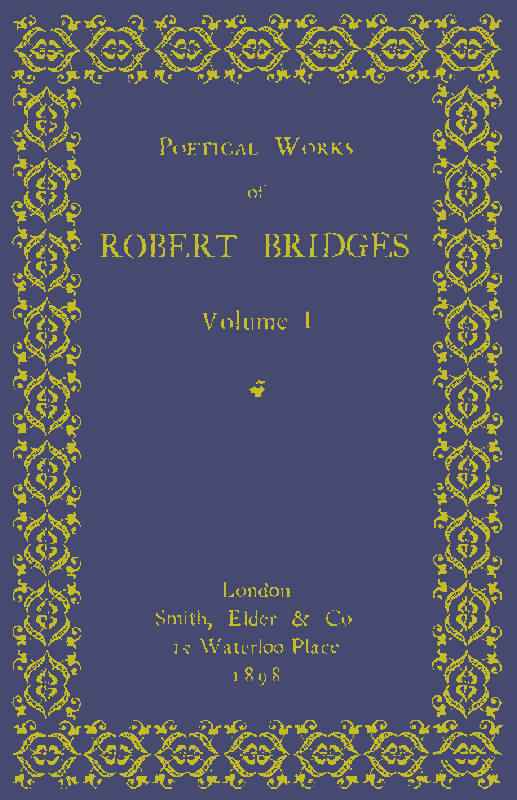 POETICAL WORKS
of
ROBERT BRIDGES
Volume I
London
Smith, Elder & Co
15 Waterloo Place
1898